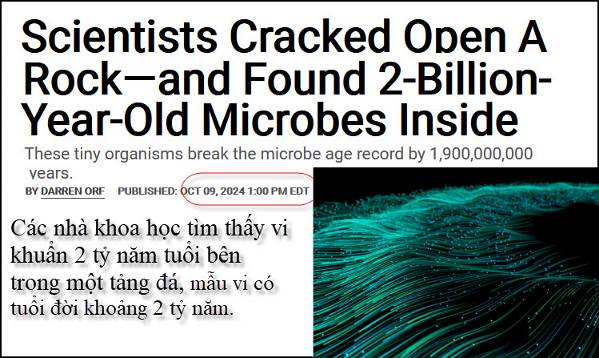 Scientists Cracked Open A
Rock—and Found 2-Billion-
Year-Old Microbes Inside
These tiny organisms break the microbe age record by 1,900,000,000
years.
BY DARREN ORF PUBLISHED: OCT 09, 2024 1:00 PM EDT
Các nhà khoa học tìm thấy vi
khuẩn 2 tỷ năm tuổi bên
trong một tảng đá, mẫu vi có
tuổi đời khoảng 2 tỷ năm.